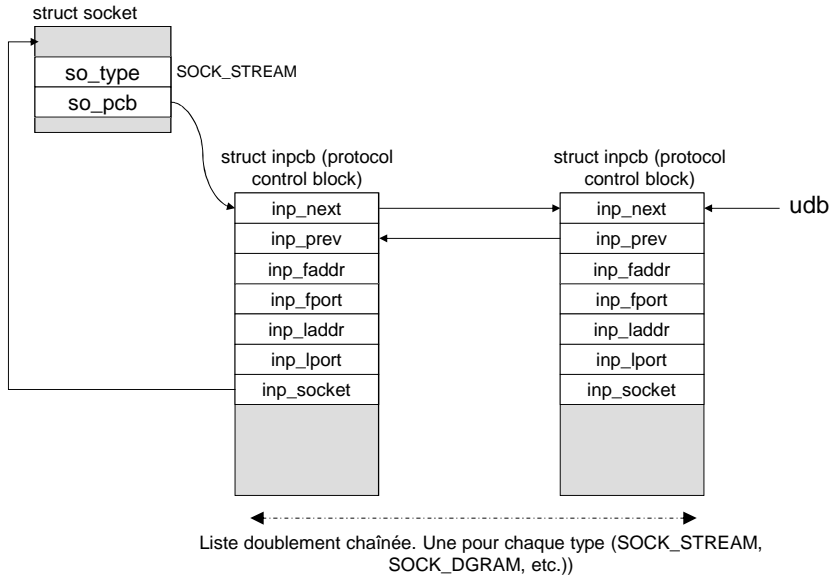 struct socket
so_type
SOCK_STREAM
so_pcb
struct inpcb (protocol
control block)
inp_next
inp_prev
inp_faddr
inp_fport
inp_laddr
inp_lport
inp_socket
struct inpcb (protocol
control block)
inp_next
inp_prev
inp_faddr
inp_fport
inp_laddr
inp_lport
inp_socket
udb
Liste doublement chaînée. Une pour chaque type (SOCK_STREAM,
SOCK_DGRAM, etc.))